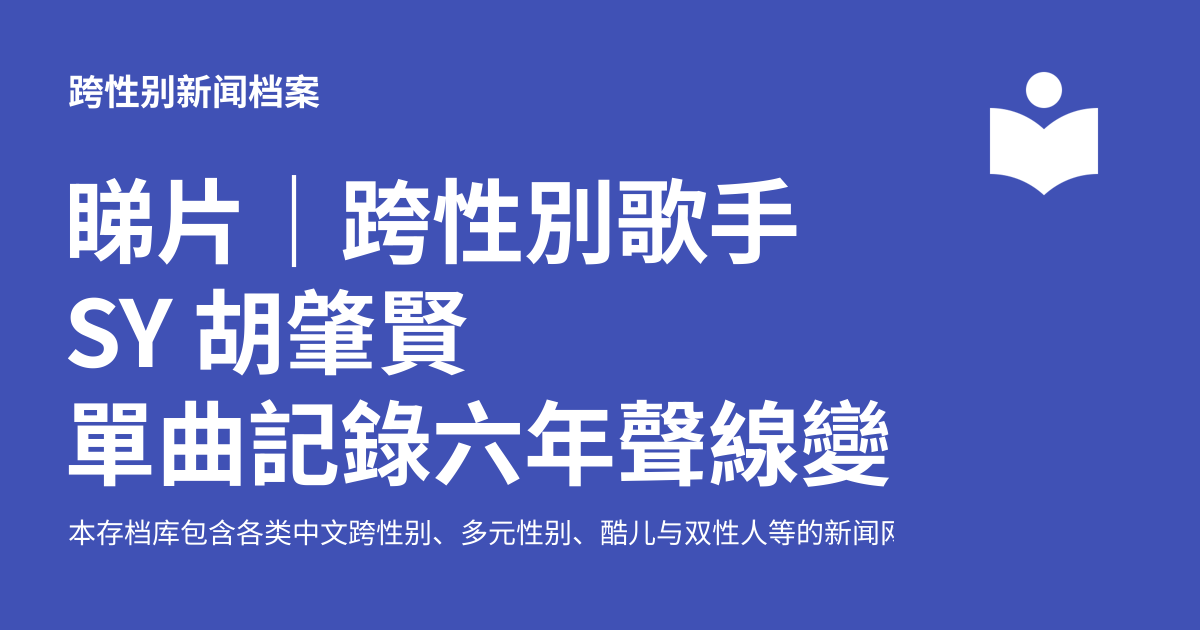 跨性别新闻档案
睇片｜跨性別歌手
SY 胡肇賢
單曲記錄六年聲線變
本存档库包含各类中文跨性别、多元性别、酷儿与双性人等的新闻